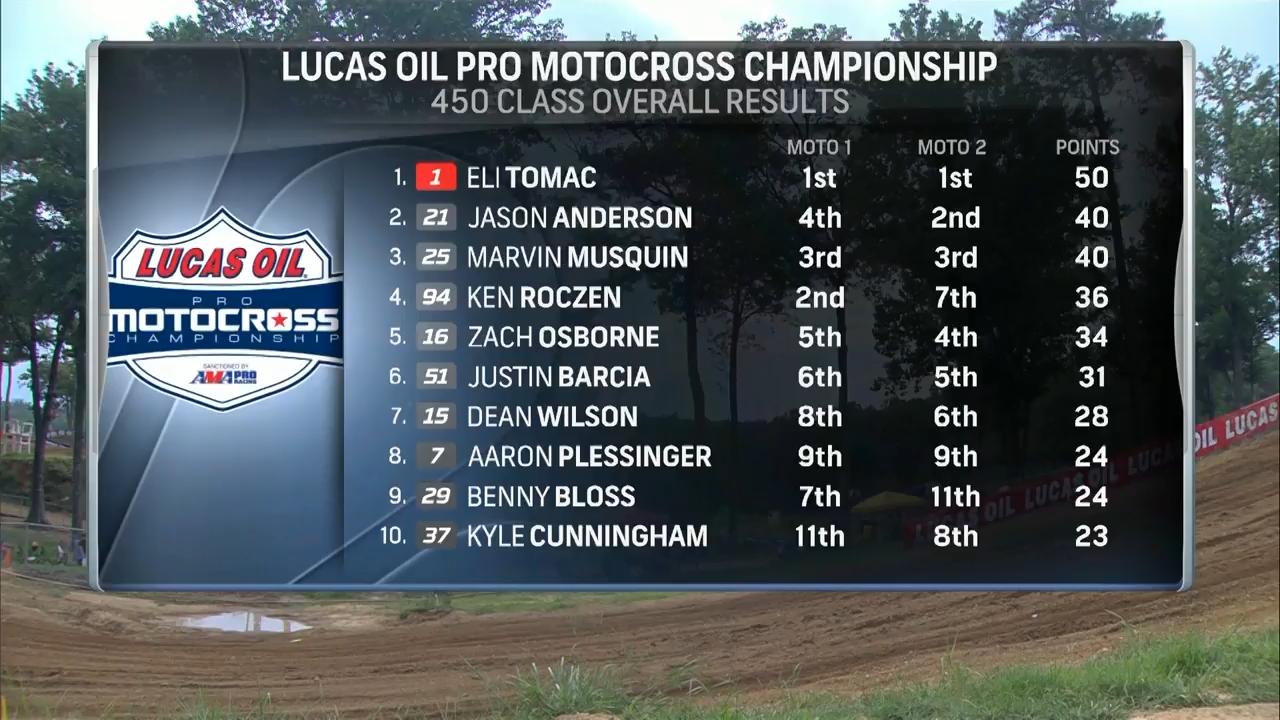 LUCAS OIL PRO MOTOCROSS CHAMPIONSHIP
450 CLASS OVERALL RESULTS
MOTO 1 MOTO 2 POINTS
1. 1 ELI TOMAC 1st 1st 50
2. 21 JASON ANDERSON 4th 2nd 40
3. 25 MARVIN MUSQUIN 3rd 3rd 40
4. 94 KEN ROCZEN 2nd 7th 36
5. 16 ZACH OSBORNE 5th 4th 34
6. 51 JUSTIN BARCIA 6th 5th 31
7. 15 DEAN WILSON 8th 6th 28
8. 7 AARON PLESSINGER 9th 9th 24
9. 29 BENNY BLOSS 7th 11th 24
10. 37 KYLE CUNNINGHAM 11th 8th 23
LUCAS OIL
PRO
MOTOCROSS
CHAMPIONSHIP
SANCTIONED BY
AMA PRO
RACING
OIL LUCAS OIL LUCAS OIL LUCAS